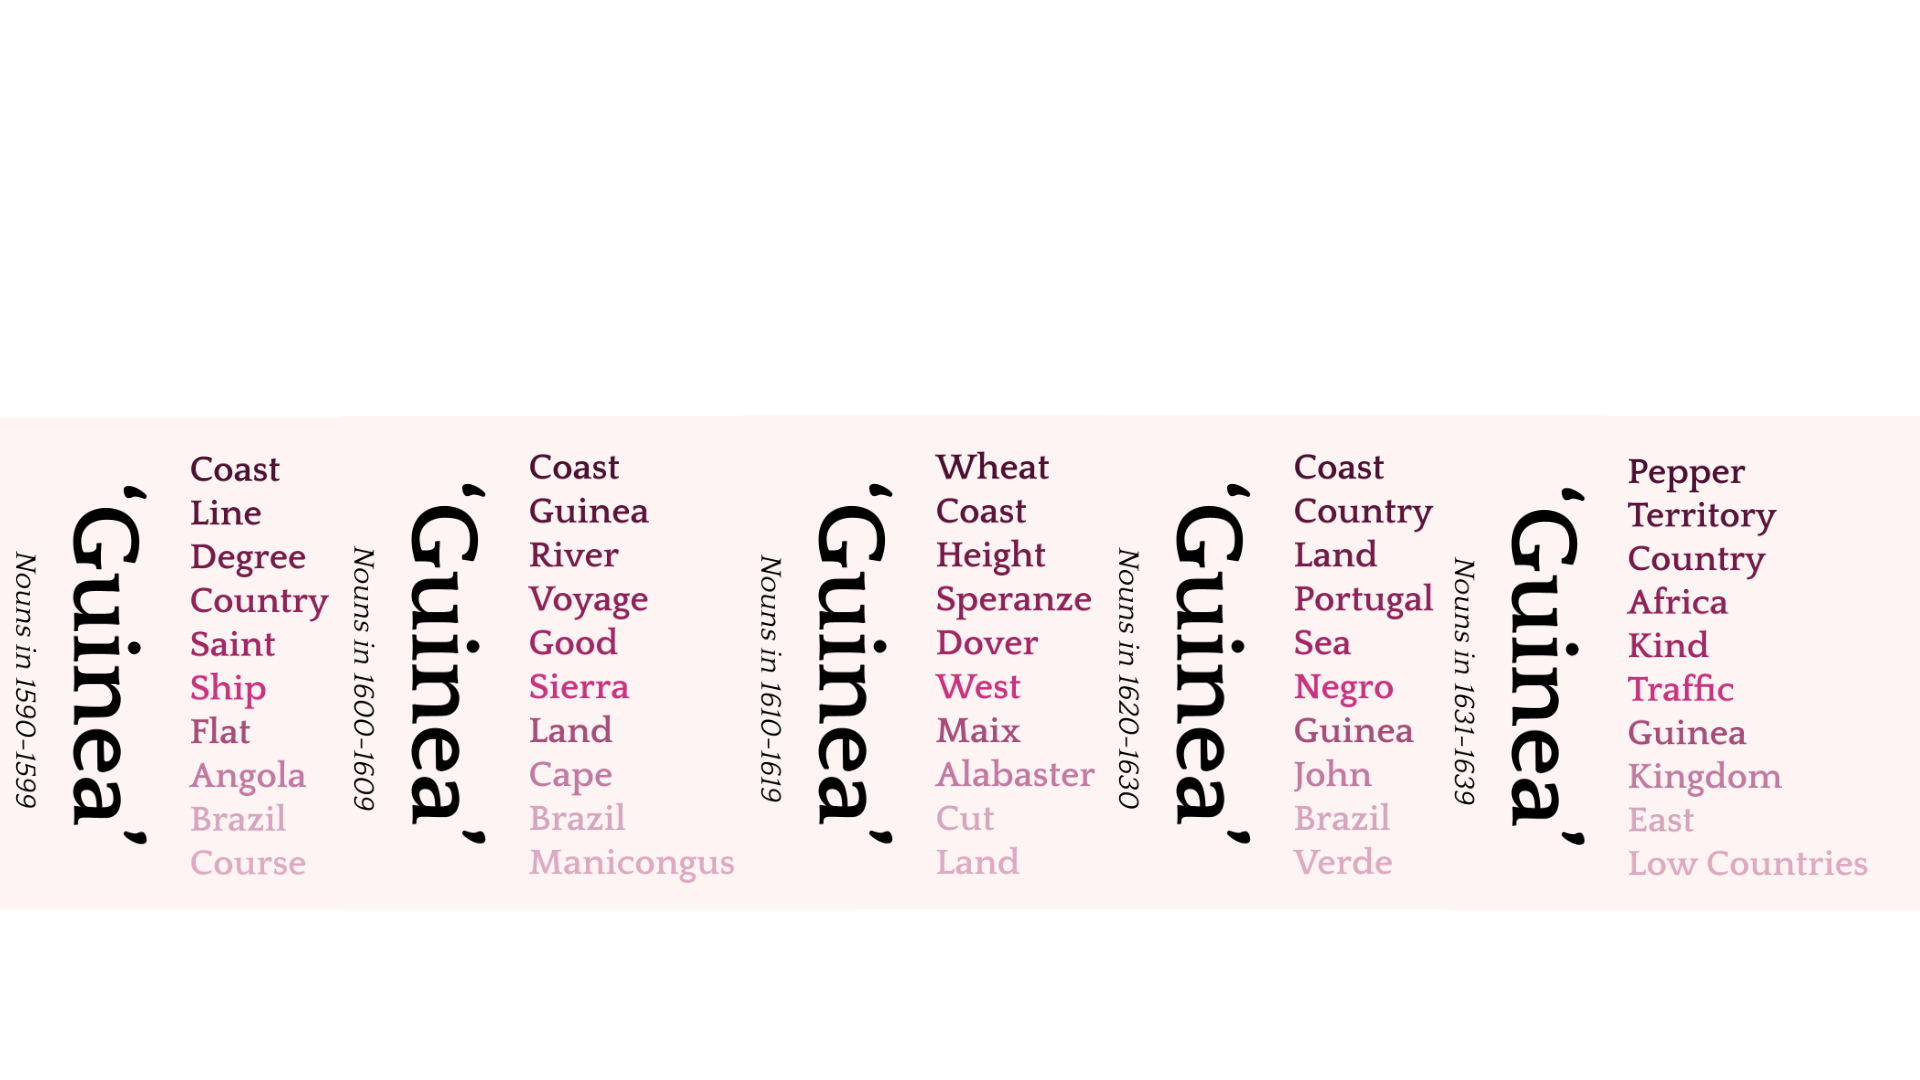 Nouns in 1590-1599
‘Guinea’
Coast
Line
Degree
Country
Saint
Ship
Flat
Angola
Brazil
Course
Nouns in 1600-1609
‘Guinea’
Coast
Guinea
River
Voyage
Good
Sierra
Land
Cape
Brazil
Manicongus
Nouns in 1610-1619
‘Guinea’
Wheat
Coast
Height
Speranze
Dover
West
Maix
Alabaster
Cut
Land
Nouns in 1620-1630
‘Guinea’
Coast
Country
Land
Portugal
Sea
Negro
Guinea
John
Brazil
Verde
Nouns in 1631-1639
‘Guinea’
Pepper
Territory
Country
Africa
Kind
Traffic
Guinea
Kingdom
East
Low Countries